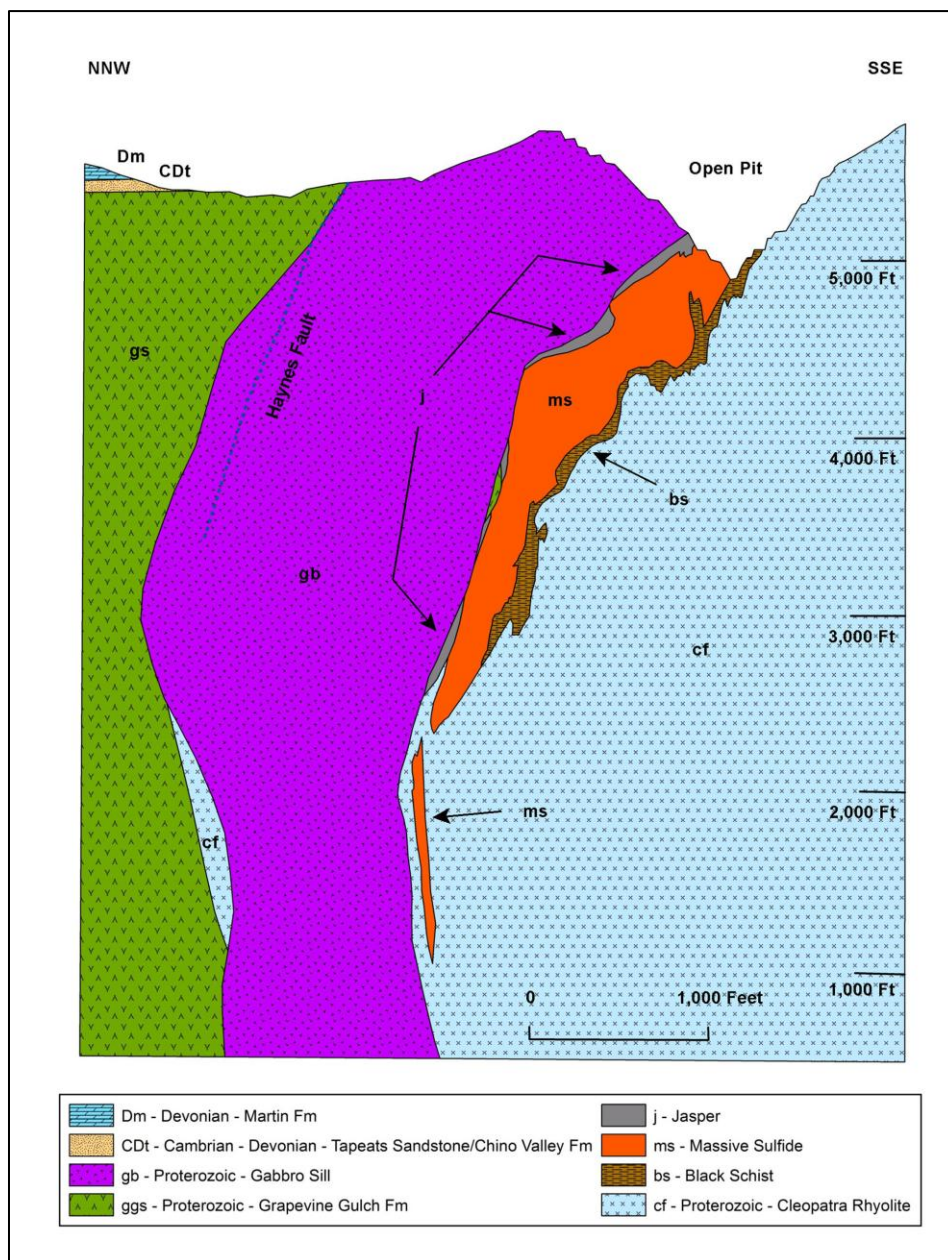 NNW
SSE
Dm
CDt
Open Pit
5,000 Ft
Haynes Fault
gs
j
ms
4,000 Ft
bs
gb
3,000 Ft
cf
2,000 Ft
ms
cf
0
1,000 Feet
1,000 Ft
Dm - Devonian - Martin Fm
CDt - Cambrian - Devonian - Tapeats Sandstone/Chino Valley Fm
gb - Proterozoic - Gabbro Sill
ggs - Proterozoic - Grapevine Gulch Fm
j - Jasper
ms - Massive Sulfide
bs - Black Schist
cf - Proterozoic - Cleopatra Rhyolite